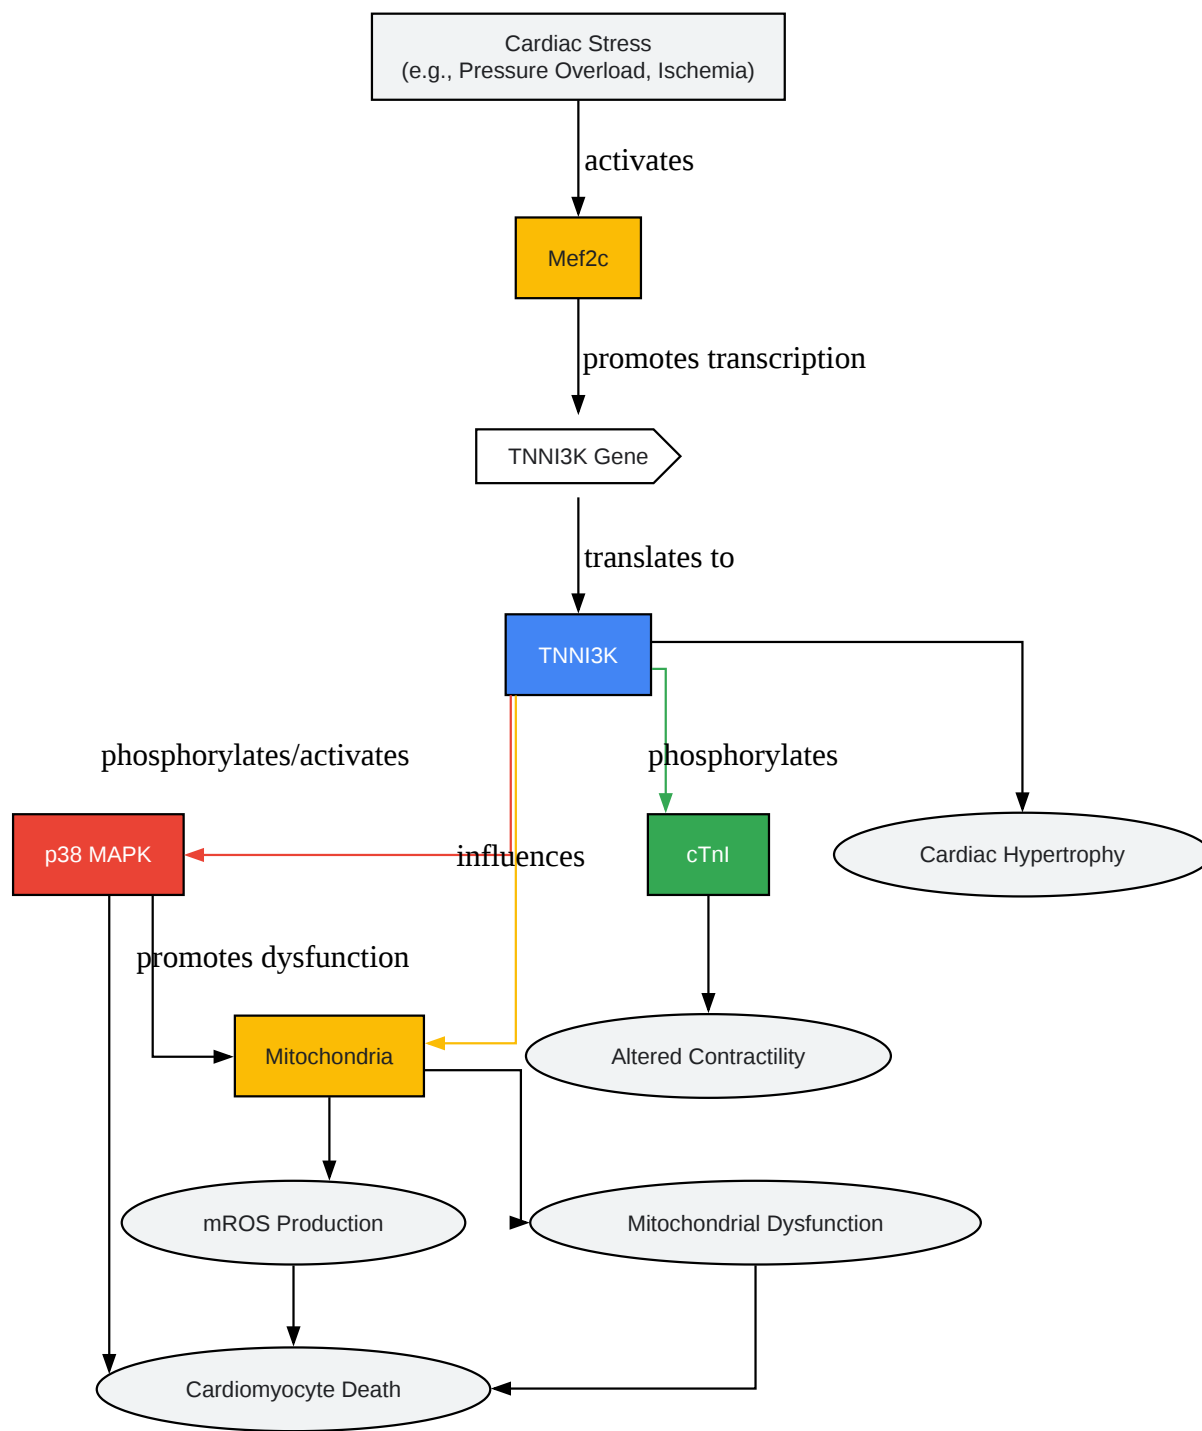 Cardiac Stress
(e.g., Pressure Overload, Ischemia)
activates
Mef2c
promotes transcription
TNNI3K Gene
translates to
TNNI3K
phosphorylates/activates
phosphorylates
p38 MAPK
influences
cTnI
Cardiac Hypertrophy
promotes dysfunction
Mitochondria
Altered Contractility
mROS Production
Mitochondrial Dysfunction
Cardiomyocyte Death